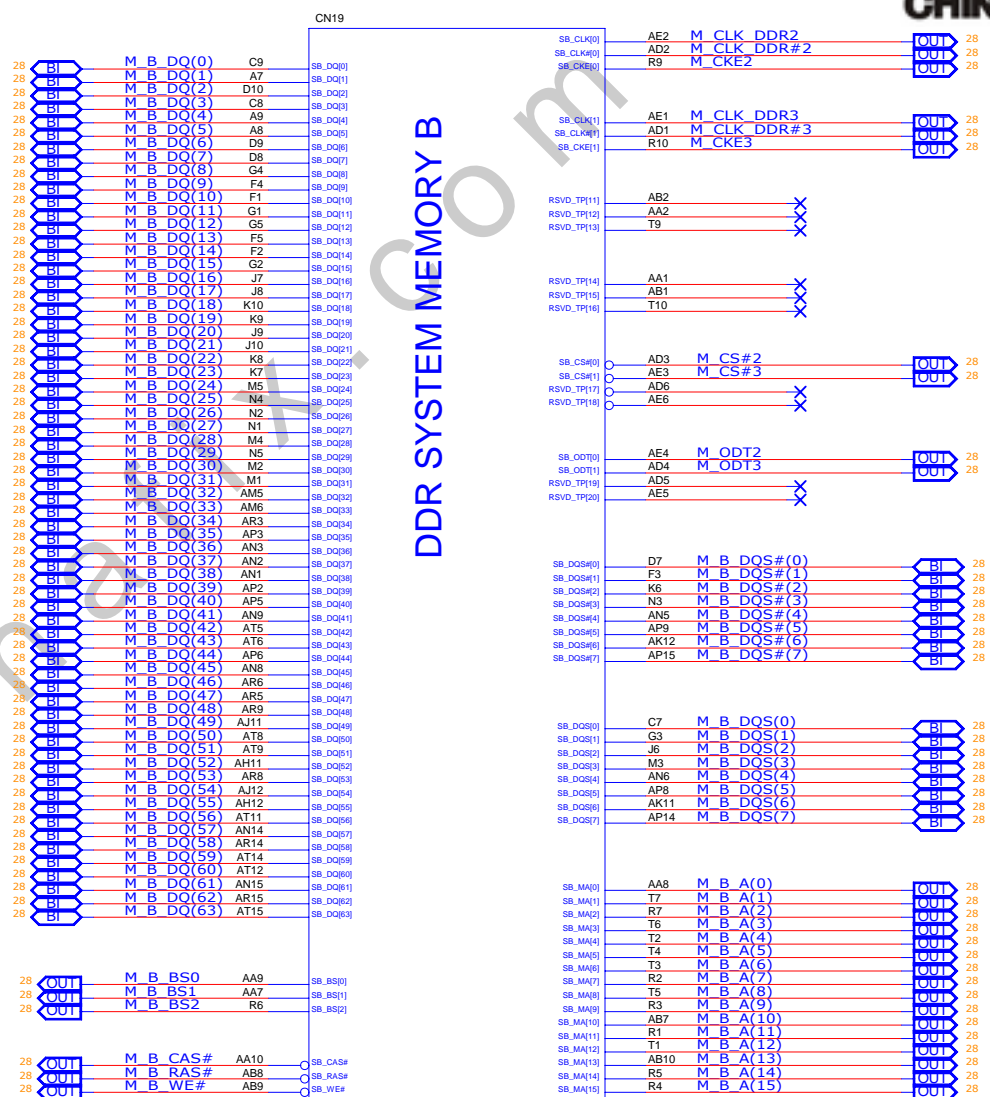 CHIN
CN19
DDR SYSTEM MEMORY B
28 BI M_B_DQ(0) C9 SB_DQ[0]
28 BI M_B_DQ(1) A7 SB_DQ[1]
28 BI M_B_DQ(2) D10 SB_DQ[2]
28 BI M_B_DQ(3) C8 SB_DQ[3]
28 BI M_B_DQ(4) A9 SB_DQ[4]
28 BI M_B_DQ(5) A8 SB_DQ[5]
28 BI M_B_DQ(6) D9 SB_DQ[6]
28 BI M_B_DQ(7) D8 SB_DQ[7]
28 BI M_B_DQ(8) G4 SB_DQ[8]
28 BI M_B_DQ(9) F4 SB_DQ[9]
28 BI M_B_DQ(10) F1 SB_DQ[10]
28 BI M_B_DQ(11) G1 SB_DQ[11]
28 BI M_B_DQ(12) G5 SB_DQ[12]
28 BI M_B_DQ(13) F5 SB_DQ[13]
28 BI M_B_DQ(14) F2 SB_DQ[14]
28 BI M_B_DQ(15) G2 SB_DQ[15]
28 BI M_B_DQ(16) J7 SB_DQ[16]
28 BI M_B_DQ(17) J8 SB_DQ[17]
28 BI M_B_DQ(18) K10 SB_DQ[18]
28 BI M_B_DQ(19) K9 SB_DQ[19]
28 BI M_B_DQ(20) J9 SB_DQ[20]
28 BI M_B_DQ(21) J10 SB_DQ[21]
28 BI M_B_DQ(22) K8 SB_DQ[22]
28 BI M_B_DQ(23) K7 SB_DQ[23]
28 BI M_B_DQ(24) M5 SB_DQ[24]
28 BI M_B_DQ(25) N4 SB_DQ[25]
28 BI M_B_DQ(26) N2 SB_DQ[26]
28 BI M_B_DQ(27) N1 SB_DQ[27]
28 BI M_B_DQ(28) M4 SB_DQ[28]
28 BI M_B_DQ(29) N5 SB_DQ[29]
28 BI M_B_DQ(30) M2 SB_DQ[30]
28 BI M_B_DQ(31) M1 SB_DQ[31]
28 BI M_B_DQ(32) AM5 SB_DQ[32]
28 BI M_B_DQ(33) AM6 SB_DQ[33]
28 BI M_B_DQ(34) AR3 SB_DQ[34]
28 BI M_B_DQ(35) AP3 SB_DQ[35]
28 BI M_B_DQ(36) AN3 SB_DQ[36]
28 BI M_B_DQ(37) AN2 SB_DQ[37]
28 BI M_B_DQ(38) AN1 SB_DQ[38]
28 BI M_B_DQ(39) AP2 SB_DQ[39]
28 BI M_B_DQ(40) AP5 SB_DQ[40]
28 BI M_B_DQ(41) AN9 SB_DQ[41]
28 BI M_B_DQ(42) AT5 SB_DQ[42]
28 BI M_B_DQ(43) AT6 SB_DQ[43]
28 BI M_B_DQ(44) AP6 SB_DQ[44]
28 BI M_B_DQ(45) AN8 SB_DQ[45]
28 BI M_B_DQ(46) AR6 SB_DQ[46]
28 BI M_B_DQ(47) AR5 SB_DQ[47]
28 BI M_B_DQ(48) AR9 SB_DQ[48]
28 BI M_B_DQ(49) AJ11 SB_DQ[49]
28 BI M_B_DQ(50) AT8 SB_DQ[50]
28 BI M_B_DQ(51) AT9 SB_DQ[51]
28 BI M_B_DQ(52) AH11 SB_DQ[52]
28 BI M_B_DQ(53) AR8 SB_DQ[53]
28 BI M_B_DQ(54) AJ12 SB_DQ[54]
28 BI M_B_DQ(55) AH12 SB_DQ[55]
28 BI M_B_DQ(56) AT11 SB_DQ[56]
28 BI M_B_DQ(57) AN14 SB_DQ[57]
28 BI M_B_DQ(58) AR14 SB_DQ[58]
28 BI M_B_DQ(59) AT14 SB_DQ[59]
28 BI M_B_DQ(60) AT12 SB_DQ[60]
28 BI M_B_DQ(61) AN15 SB_DQ[61]
28 BI M_B_DQ(62) AR15 SB_DQ[62]
28 BI M_B_DQ(63) AT15 SB_DQ[63]
28 OUT M_B_BS0 AA9 SB_BS[0]
28 OUT M_B_BS1 AA7 SB_BS[1]
28 OUT M_B_BS2 R6 SB_BS[2]
28 OUT M_B_CAS# AA10 SB_CAS#
28 OUT M_B_RAS# AB8 SB_RAS#
28 OUT M_B_WE# AB9 SB_WE#
SB_CLK[0] AE2 M_CLK_DDR2 OUT 28
SB_CLK#[0] AD2 M_CLK_DDR#2 OUT 28
SB_CKE[0] R9 M_CKE2 OUT 28
SB_CLK[1] AE1 M_CLK_DDR3 OUT 28
SB_CLK#[1] AD1 M_CLK_DDR#3 OUT 28
SB_CKE[1] R10 M_CKE3 OUT 28
RSVD_TP[11] AB2
RSVD_TP[12] AA2
RSVD_TP[13] T9
RSVD_TP[14] AA1
RSVD_TP[15] AB1
RSVD_TP[16] T10
SB_CS#[0] AD3 M_CS#2 OUT 28
SB_CS#[1] AE3 M_CS#3 OUT 28
RSVD_TP[17] AD6
RSVD_TP[18] AE6
SB_ODT[0] AE4 M_ODT2 OUT 28
SB_ODT[1] AD4 M_ODT3 OUT 28
RSVD_TP[19] AD5
RSVD_TP[20] AE5
SB_DQS#[0] D7 M_B_DQS#(0) BI 28
SB_DQS#[1] F3 M_B_DQS#(1) BI 28
SB_DQS#[2] K6 M_B_DQS#(2) BI 28
SB_DQS#[3] N3 M_B_DQS#(3) BI 28
SB_DQS#[4] AN5 M_B_DQS#(4) BI 28
SB_DQS#[5] AP9 M_B_DQS#(5) BI 28
SB_DQS#[6] AK12 M_B_DQS#(6) BI 28
SB_DQS#[7] AP15 M_B_DQS#(7) BI 28
SB_DQS[0] C7 M_B_DQS(0) BI 28
SB_DQS[1] G3 M_B_DQS(1) BI 28
SB_DQS[2] J6 M_B_DQS(2) BI 28
SB_DQS[3] M3 M_B_DQS(3) BI 28
SB_DQS[4] AN6 M_B_DQS(4) BI 28
SB_DQS[5] AP8 M_B_DQS(5) BI 28
SB_DQS[6] AK11 M_B_DQS(6) BI 28
SB_DQS[7] AP14 M_B_DQS(7) BI 28
SB_MA[0] AA8 M_B_A(0) OUT 28
SB_MA[1] T7 M_B_A(1) OUT 28
SB_MA[2] R7 M_B_A(2) OUT 28
SB_MA[3] T6 M_B_A(3) OUT 28
SB_MA[4] T2 M_B_A(4) OUT 28
SB_MA[5] T4 M_B_A(5) OUT 28
SB_MA[6] T3 M_B_A(6) OUT 28
SB_MA[7] R2 M_B_A(7) OUT 28
SB_MA[8] T5 M_B_A(8) OUT 28
SB_MA[9] R3 M_B_A(9) OUT 28
SB_MA[10] AB7 M_B_A(10) OUT 28
SB_MA[11] R1 M_B_A(11) OUT 28
SB_MA[12] T1 M_B_A(12) OUT 28
SB_MA[13] AB10 M_B_A(13) OUT 28
SB_MA[14] R5 M_B_A(14) OUT 28
SB_MA[15] R4 M_B_A(15) OUT 28